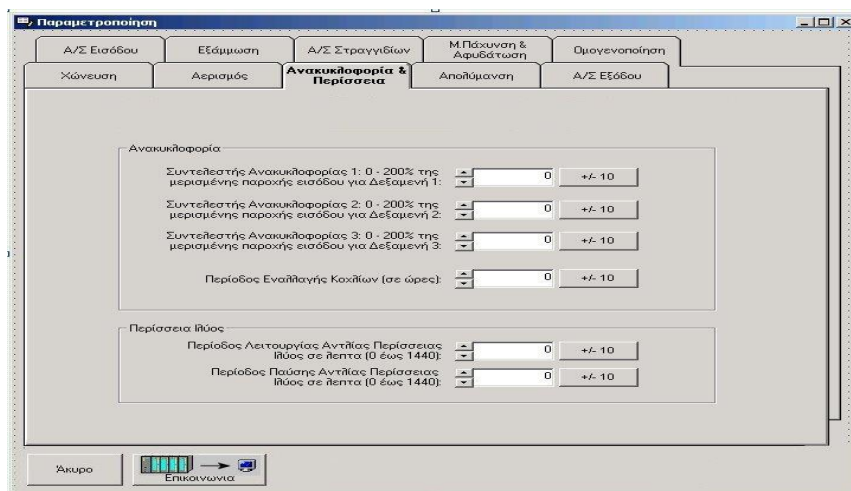 Παραμετροποίηση
Α/Σ Εισόδου
Εξάμμωση
Α/Σ Στραγγιδίων
Μ.Πάχυνση &
Αφυδάτωση
Ομογενοποίηση
Χώνευση
Αερισμός
Ανακυκλοφορία &
Περίσσεια
Απολύμανση
Α/Σ Εξόδου
Ανακυκλοφορία
Συντελεστής Ανακυκλοφορίας 1: 0 - 200% της
μερισμένης παροχής εισόδου για Δεξαμενή 1:
0
+/- 10
Συντελεστής Ανακυκλοφορίας 2: 0 - 200% της
μερισμένης παροχής εισόδου για Δεξαμενή 2:
0
+/- 10
Συντελεστής Ανακυκλοφορίας 3: 0 - 200% της
μερισμένης παροχής εισόδου για Δεξαμενή 3:
0
+/- 10
Περίοδος Εναλλαγής Κοχλίων (σε ώρες):
0
+/- 10
Περίσσεια Ιλύος
Περίοδος Λειτουργίας Αντλίας Περίσσειας
Ιλύος σε λεπτα (0 έως 1440):
0
+/- 10
Περίοδος Παύσης Αντλίας Περίσσειας
Ιλύος σε λεπτα (0 έως 1440):
0
+/- 10
Άκυρο
Επικοινωνια